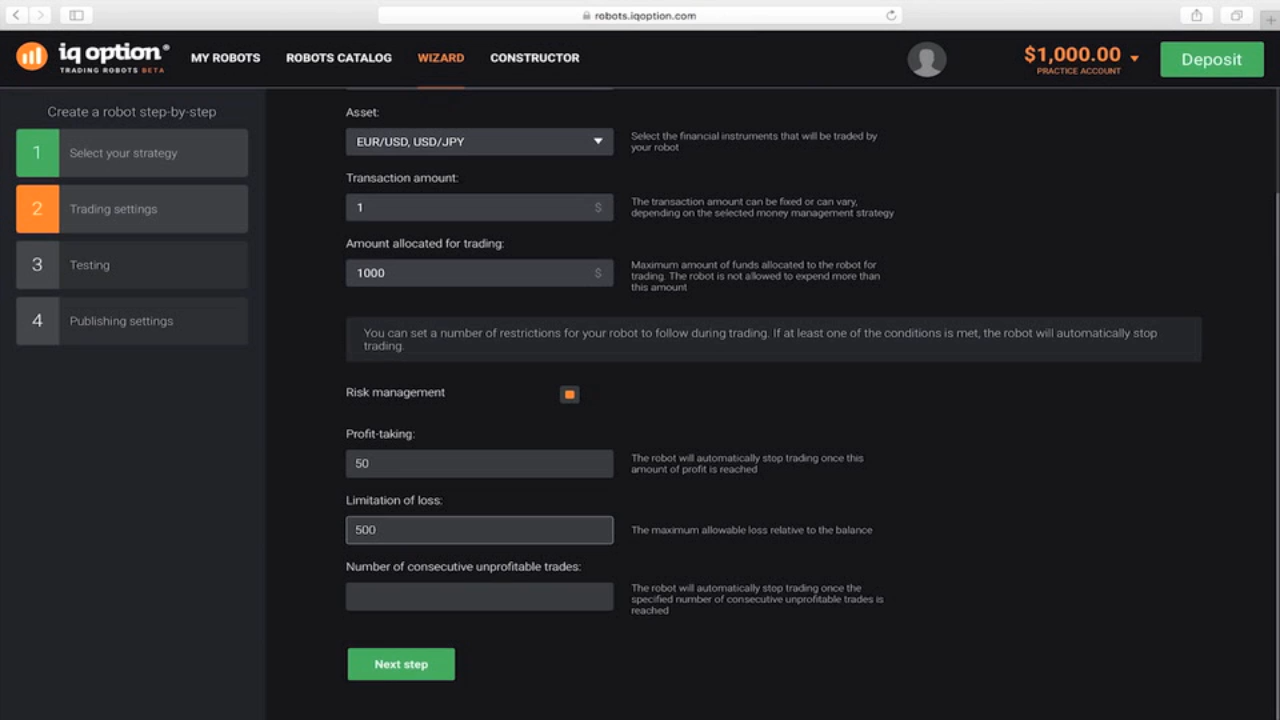 robots.iqoption.com
iq option®
TRADING ROBOTS BETA
MY ROBOTS
ROBOTS CATALOG
WIZARD
CONSTRUCTOR
$1,000.00
PRACTICE ACCOUNT
Deposit
Create a robot step-by-step
1 Select your strategy
2 Trading settings
3 Testing
4 Publishing settings
Asset:
EUR/USD, USD/JPY
Select the financial instruments that will be traded by
your robot
Transaction amount:
1 $
The transaction amount can be fixed or can vary,
depending on the selected money management strategy
Amount allocated for trading:
1000 $
Maximum amount of funds allocated to the robot for
trading. The robot is not allowed to expend more than
this amount
You can set a number of restrictions for your robot to follow during trading. If at least one of the conditions is met, the robot will automatically stop
trading.
Risk management
Profit-taking:
50
The robot will automatically stop trading once this
amount of profit is reached
Limitation of loss:
500
The maximum allowable loss relative to the balance
Number of consecutive unprofitable trades:
The robot will automatically stop trading once the
specified number of consecutive unprofitable trades is
reached
Next step